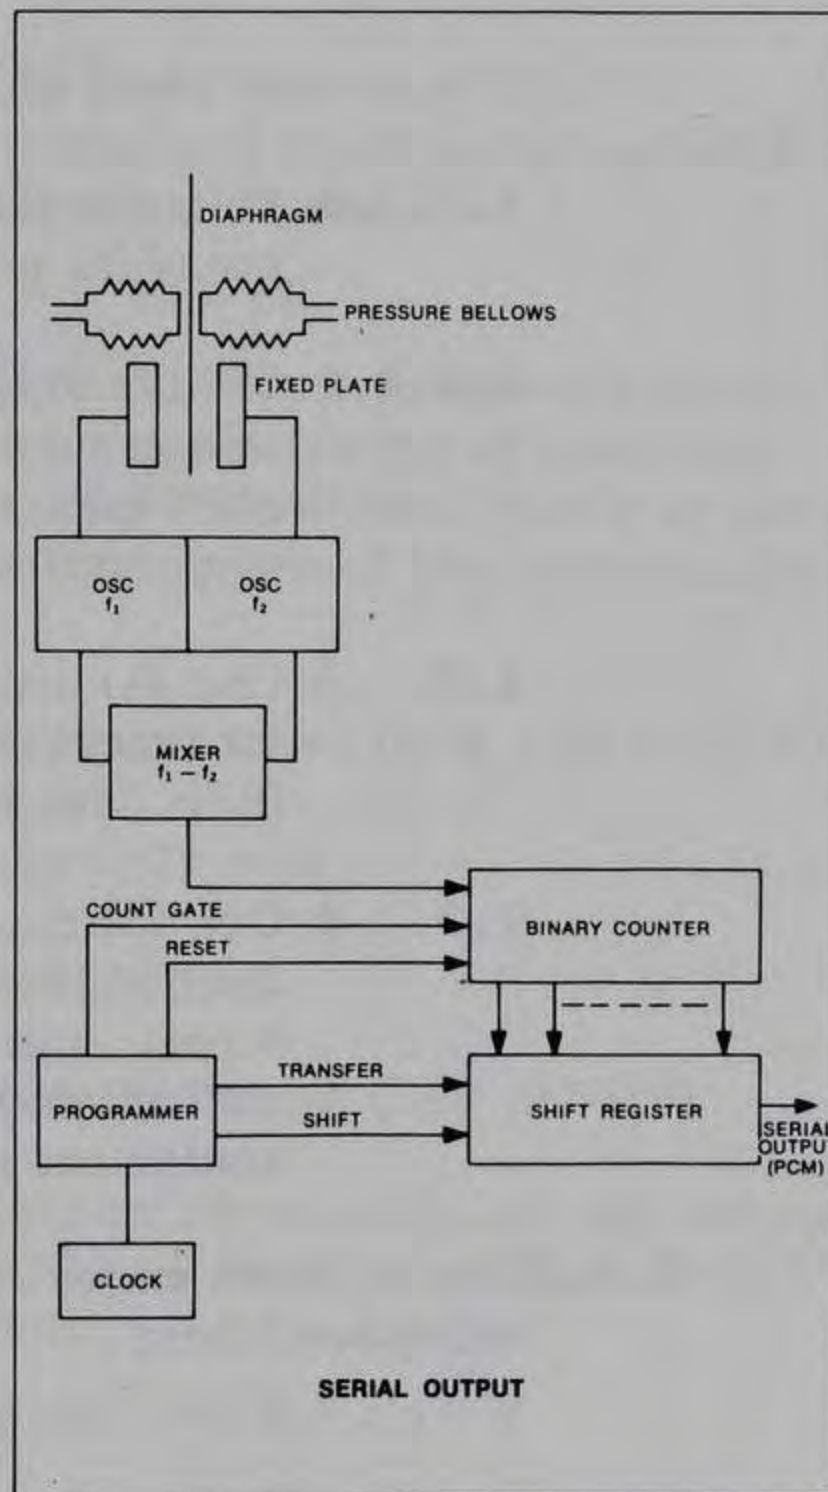 DIAPHRAGM
PRESSURE BELLOWS
FIXED PLATE
OSC
f₁
OSC
f₂
MIXER
f₁ – f₂
COUNT GATE
RESET
BINARY COUNTER
PROGRAMMER
TRANSFER
SHIFT
SHIFT REGISTER
SERIAL
OUTPUT
(PCM)
CLOCK
SERIAL OUTPUT